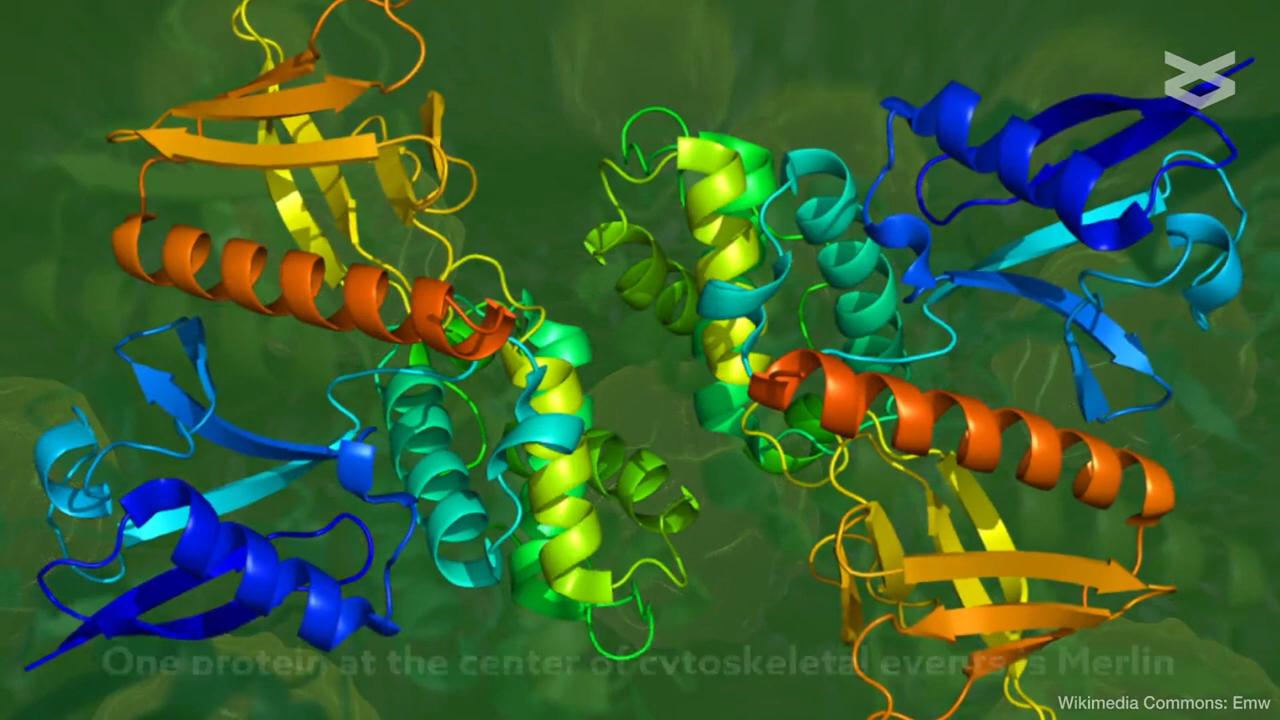 One protein at the center of cytoskeletal events is Merlin
Wikimedia Commons: Emw